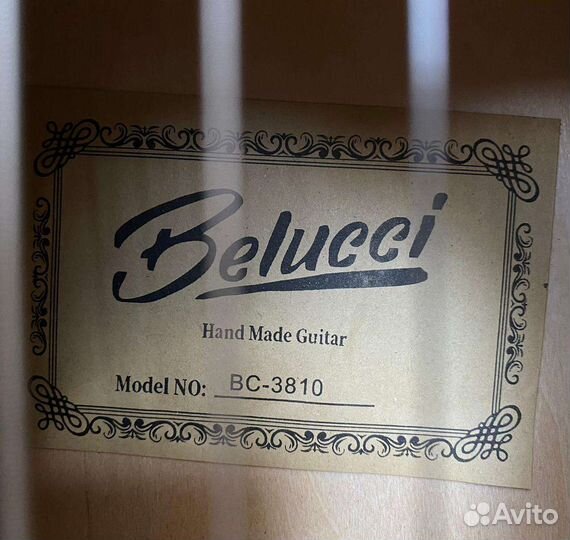 Belucci
Hand Made Guitar
Model NO: BC-3810
Avito